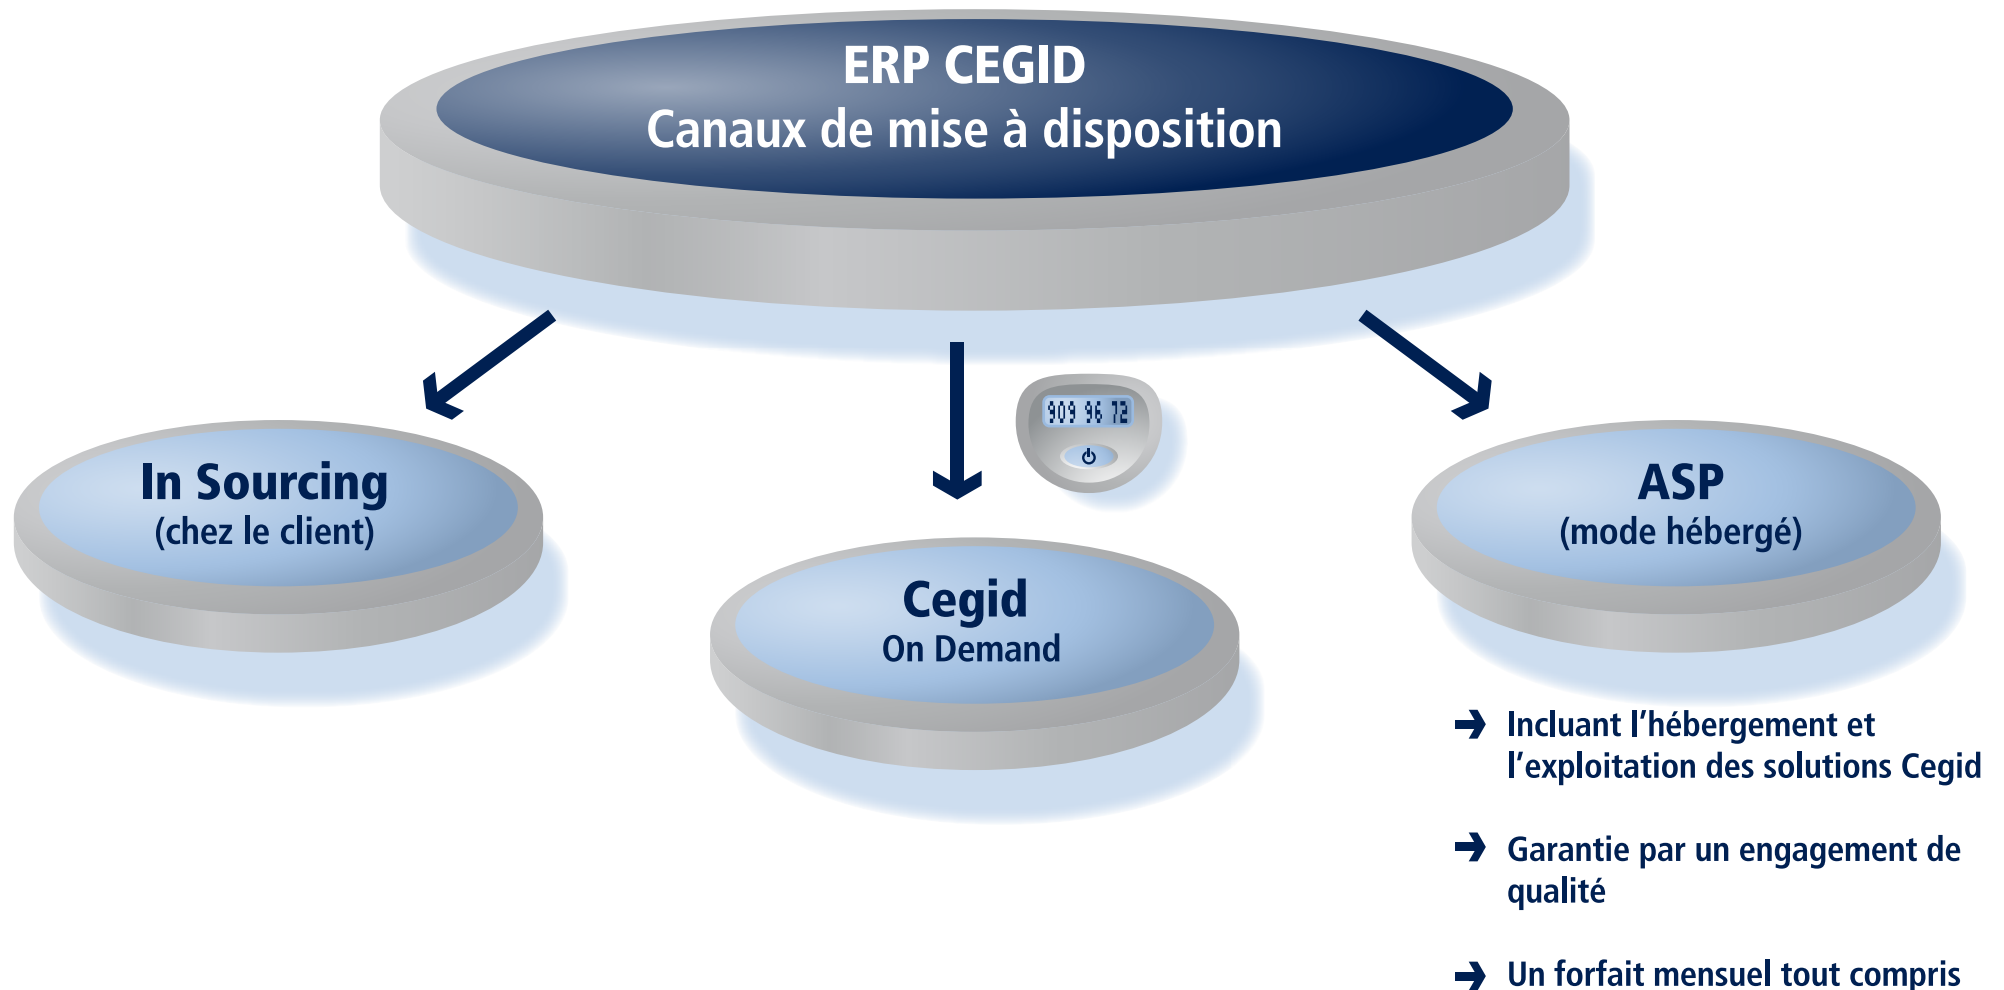 ERP CEGID
Canaux de mise à disposition
909 96 72
In Sourcing
(chez le client)
Cegid
On Demand
ASP
(mode hébergé)
Incluant l'hébergement et
l'exploitation des solutions Cegid
Garantie par un engagement de
qualité
Un forfait mensuel tout compris